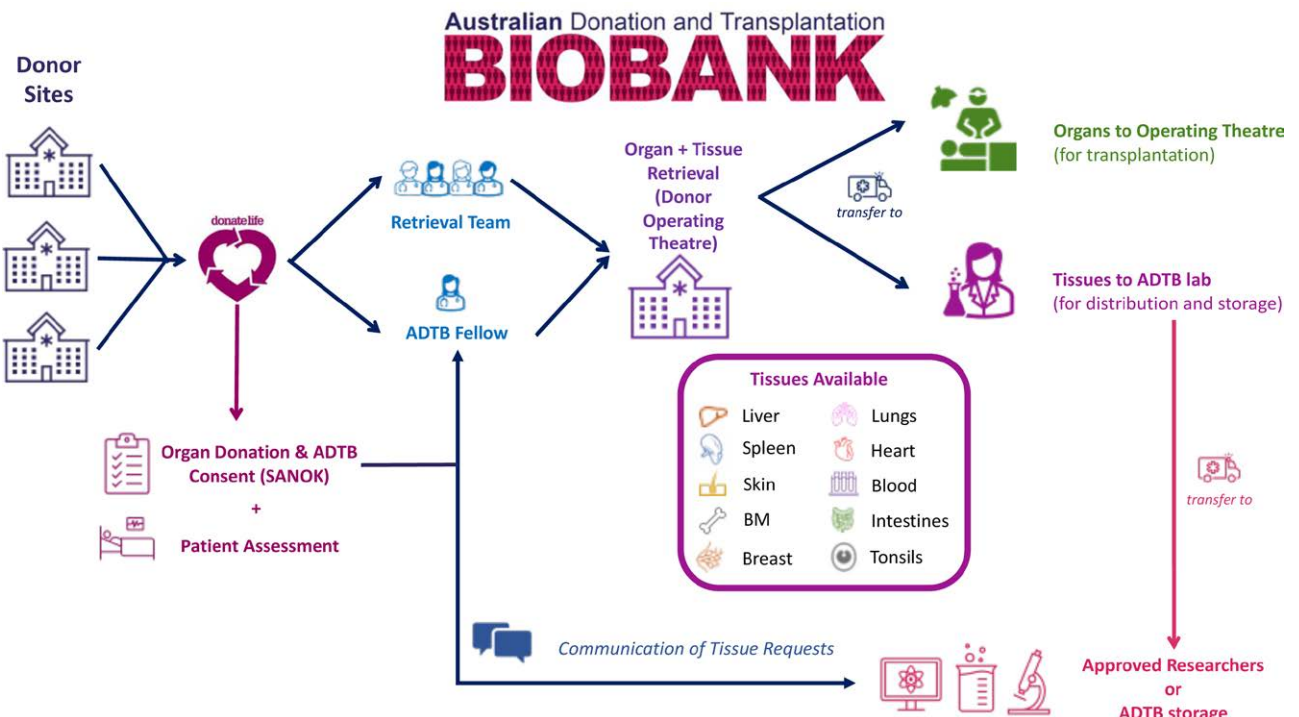 Australian Donation and Transplantation
BIOBANK
Donor
Sites
donatelife
Retrieval Team
ADTB Fellow
Organ + Tissue
Retrieval
(Donor
Operating
Theatre)
transfer to
Organs to Operating Theatre
(for transplantation)
Tissues to ADTB lab
(for distribution and storage)
Organ Donation & ADTB
Consent (SANOK)
+
Patient Assessment
Tissues Available
Liver
Lungs
Spleen
Heart
Skin
Blood
BM
Intestines
Breast
Tonsils
transfer to
Communication of Tissue Requests
Approved Researchers
or
ADTB storage